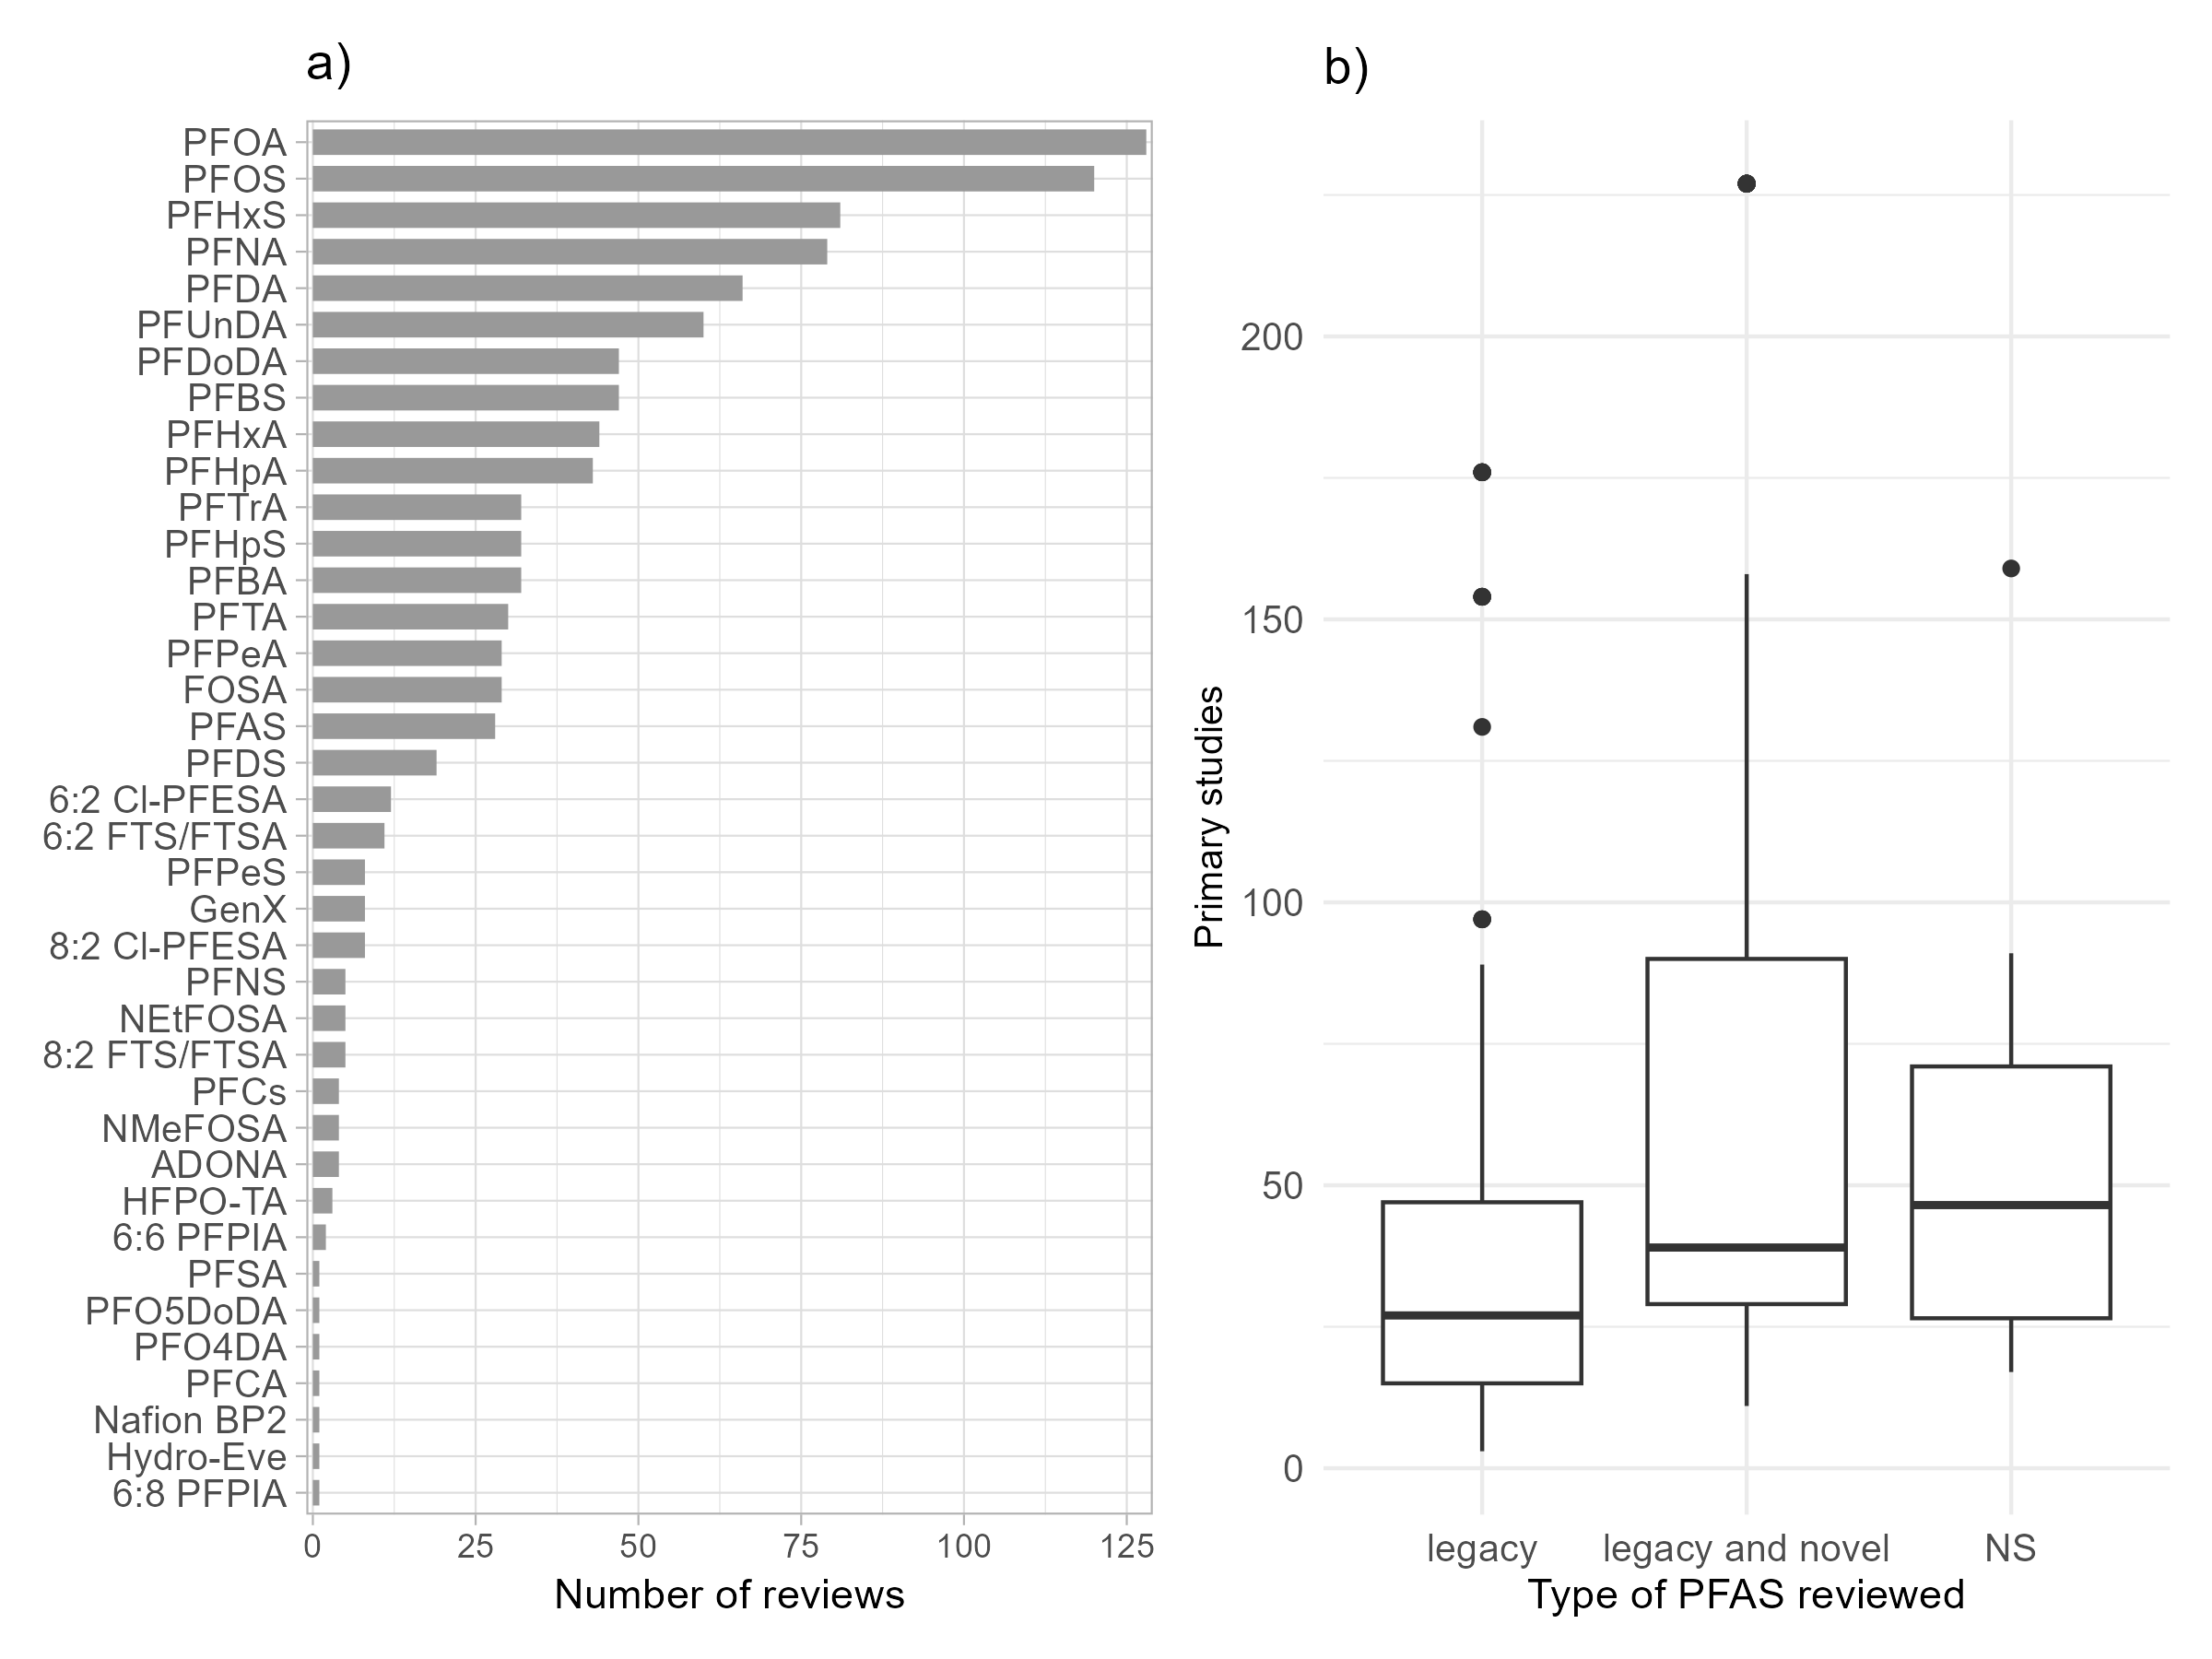 a)
PFOA
PFOS
PFHxS
PFNA
PFDA
PFUnDA
PFDoDA
PFBS
PFHxA
PFHpA
PFTrA
PFHpS
PFBA
PFTA
PFPeA
FOSA
PFAS
PFDS
6:2 Cl-PFESA
6:2 FTS/FTSA
PFPeS
GenX
8:2 Cl-PFESA
PFNS
NEtFOSA
8:2 FTS/FTSA
PFCs
NMeFOSA
ADONA
HFPO-TA
6:6 PFPIA
PFSA
PFO5DoDA
PFO4DA
PFCA
Nafion BP2
Hydro-Eve
6:8 PFPIA
0 25 50 75 100 125
Number of reviews
b)
Primary studies
200
150
100
50
0
legacy legacy and novel NS
Type of PFAS reviewed